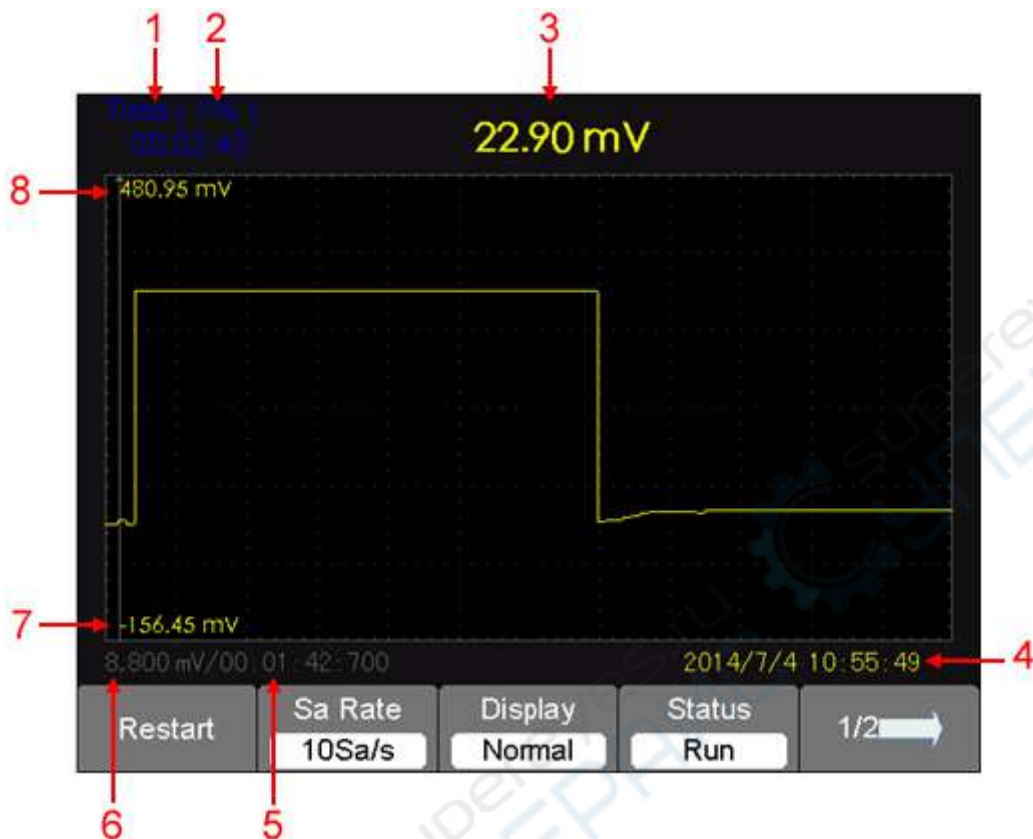 1 2 3
22.90 mV
8 480.95 mV
7 -156.45 mV
8.800 mV/00 01:42:700 2014/7/4 10:55:49 4
Restart Sa Rate Display Status 1/2
10Sa/s Normal Run
6 5